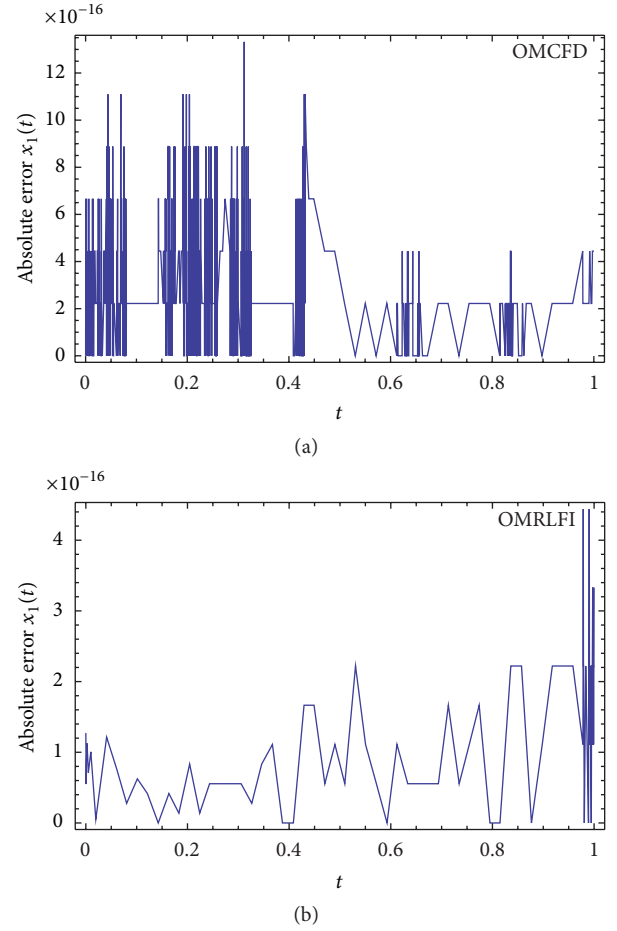 ×10⁻¹⁶
OMCFD
Absolute error x₁(t)
12
10
8
6
4
2
0
0 0.2 0.4 0.6 0.8 1
t
(a)
×10⁻¹⁶
OMRLFI
Absolute error x₁(t)
4
3
2
1
0
0 0.2 0.4 0.6 0.8 1
t
(b)